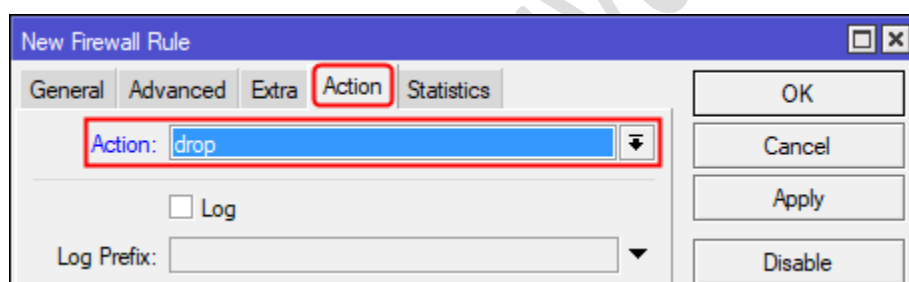 New Firewall Rule
General Advanced Extra Action Statistics
OK
Action: drop
Cancel
Log
Apply
Log Prefix:
Disable